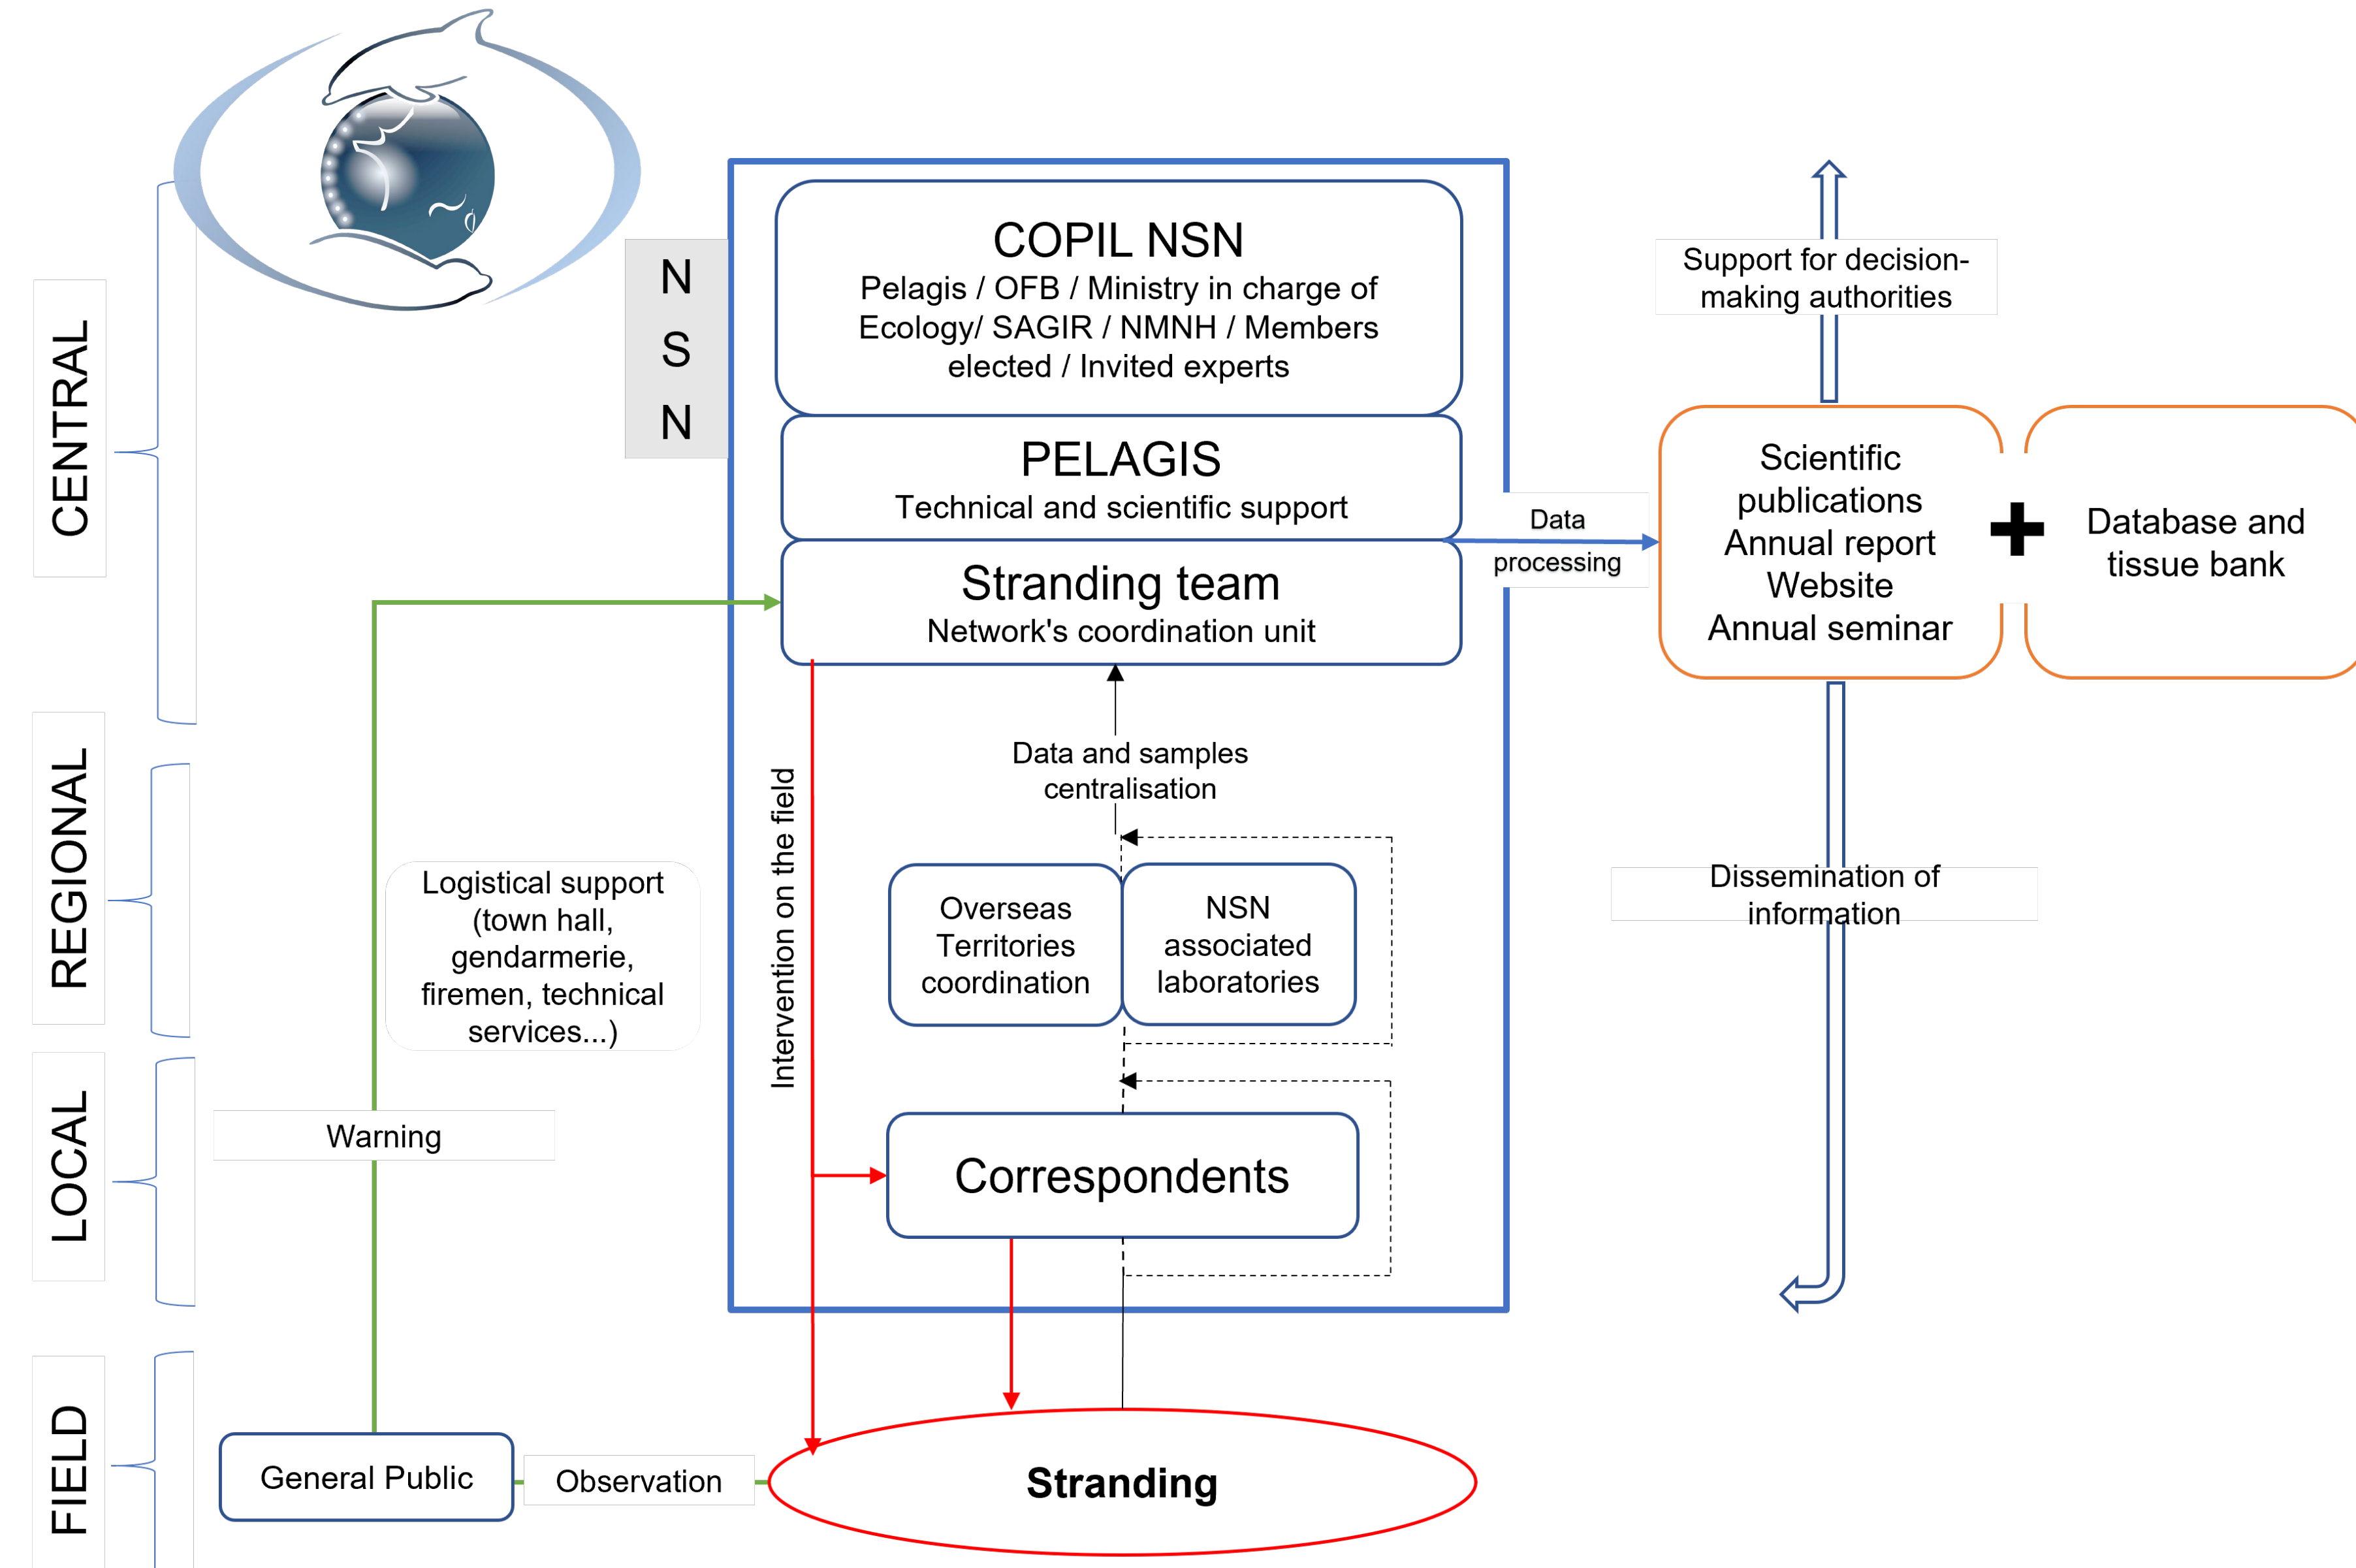 CENTRAL
REGIONAL
LOCAL
FIELD
N
S
N
COPIL NSN
Pelagis / OFB / Ministry in charge of
Ecology/ SAGIR / NMNH / Members
elected / Invited experts
PELAGIS
Technical and scientific support
Stranding team
Network's coordination unit
Data
processing
Support for decision-
making authorities
Scientific
publications
Annual report
Website
Annual seminar
+
Database and
tissue bank
Data and samples
centralisation
Intervention on the field
Logistical support
(town hall,
gendarmerie,
firemen, technical
services...)
Overseas
Territories
coordination
NSN
associated
laboratories
Dissemination of
information
Warning
Correspondents
General Public
Observation
Stranding